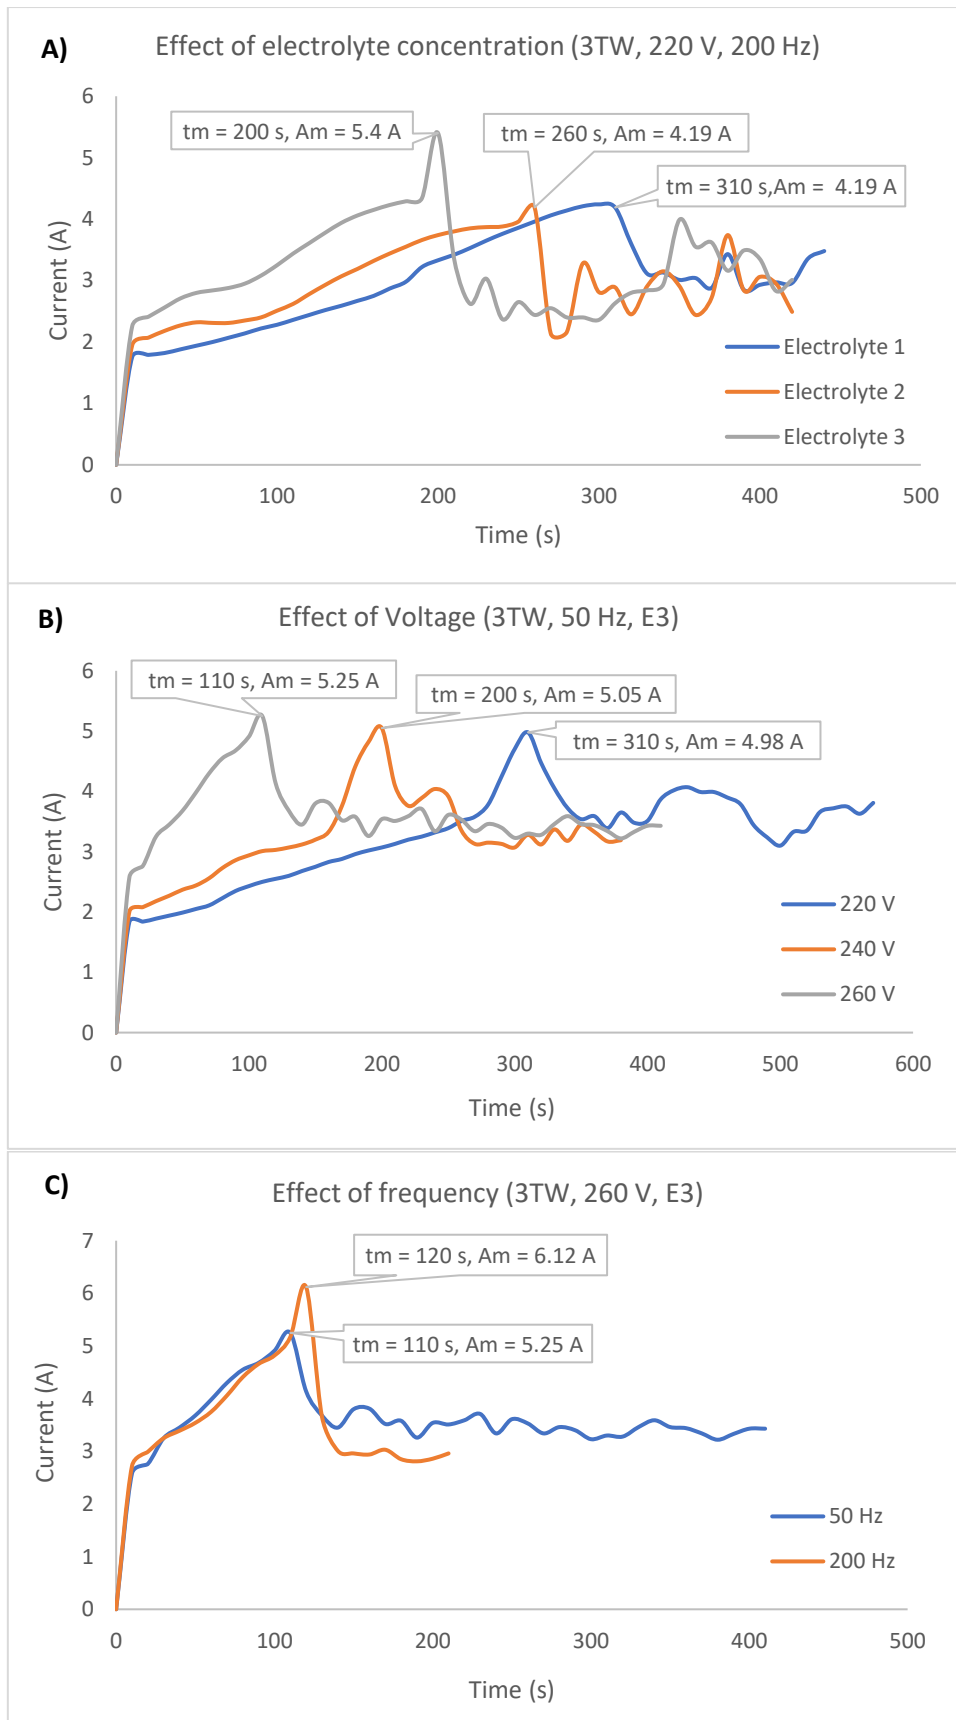 A)
Effect of electrolyte concentration (3TW, 220 V, 200 Hz)
tm = 200 s, Am = 5.4 A
tm = 260 s, Am = 4.19 A
tm = 310 s,Am =  4.19 A
6
5
4
3
2
1
0
Current (A)
Electrolyte 1
Electrolyte 2
Electrolyte 3
0 100 200 300 400 500
Time (s)
B)
Effect of Voltage (3TW, 50 Hz, E3)
tm = 110 s, Am = 5.25 A
tm = 200 s, Am = 5.05 A
tm = 310 s, Am = 4.98 A
6
5
4
3
2
1
0
Current (A)
220 V
240 V
260 V
0 100 200 300 400 500 600
Time (s)
C)
Effect of frequency (3TW, 260 V, E3)
tm = 120 s, Am = 6.12 A
tm = 110 s, Am = 5.25 A
7
6
5
4
3
2
1
0
Current (A)
50 Hz
200 Hz
0 100 200 300 400 500
Time (s)